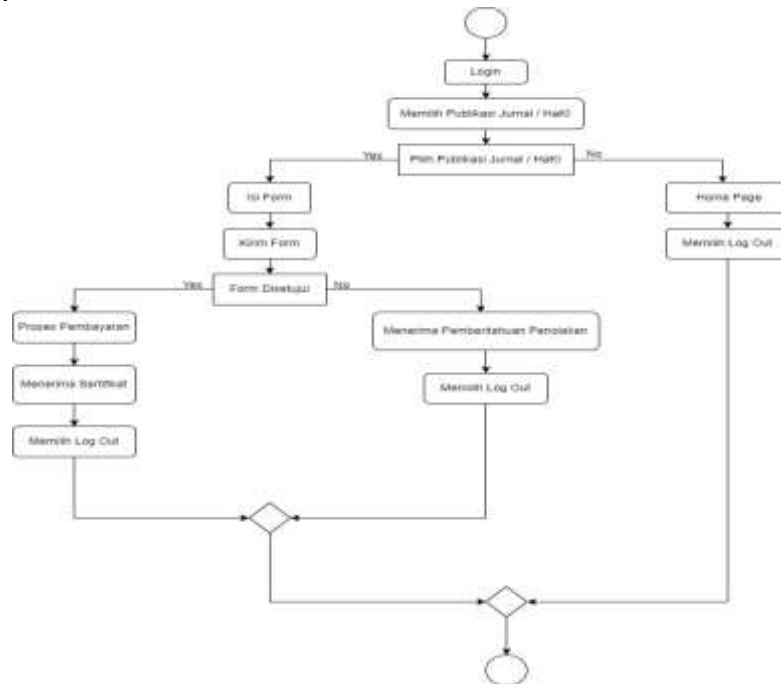 Login
Memilih Publikasi Jurnal / HaKI
Pilih Publikasi Jurnal / HaKI
Yes
No
Isi Form
Home Page
Kirim Form
Memilih Log Out
Form Disetujui
Yes
No
Proses Pembayaran
Menerima Pemberitahuan Penolakan
Menerima Sertifikat
Memilih Log Out
Memilih Log Out